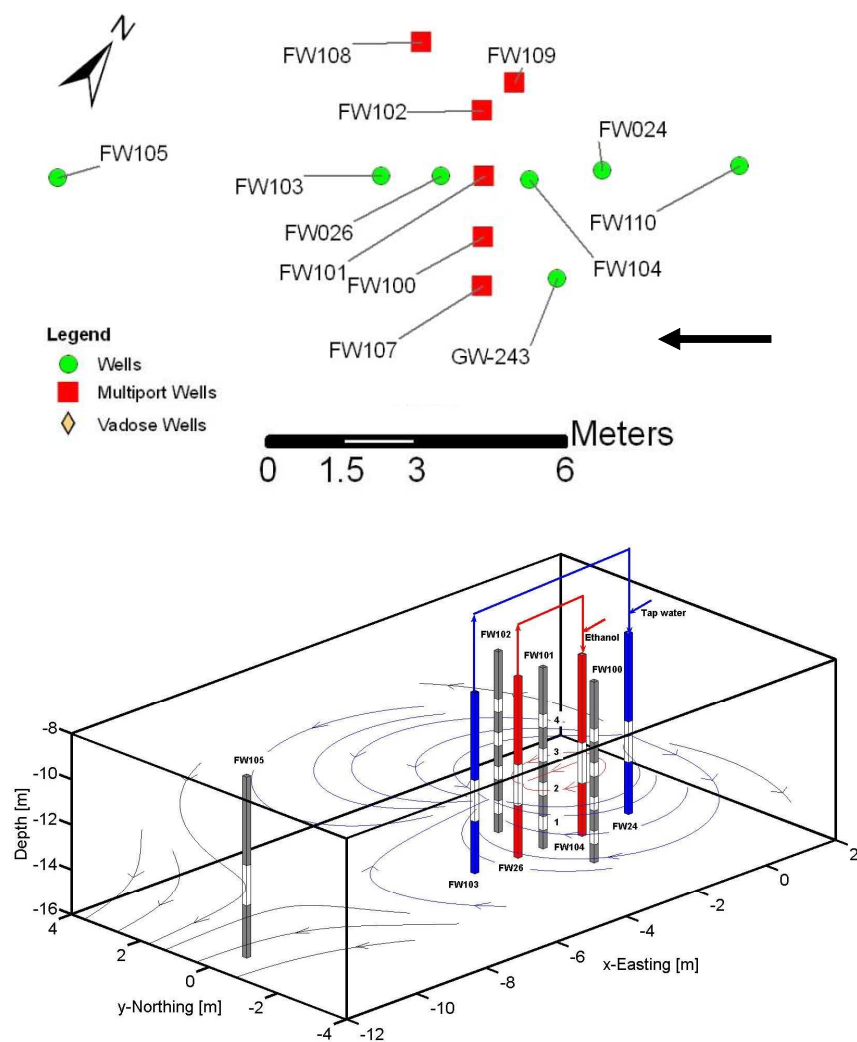 N
FW108
FW109
FW102
FW024
FW105
FW103
FW110
FW026
FW101
FW100
FW104
FW107
GW-243
Legend
Wells
Multiport Wells
Vadose Wells
Meters
0 1.5 3 6
Tap water
Ethanol
FW102
FW101
FW100
FW105
4
3
2
1
FW24
FW104
FW26
FW103
-8
-10
-12
-14
-16
Depth [m]
4
2
0
-2
-4
y-Northing [m]
-12
-10
-8
-6
-4
-2
0
2
x-Easting [m]